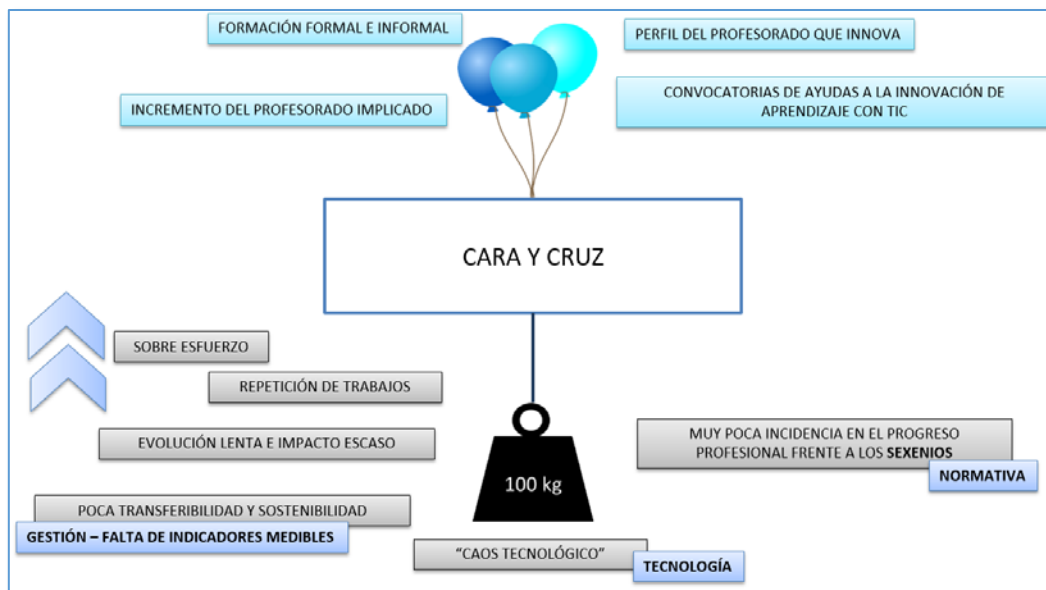 FORMACIÓN FORMAL E INFORMAL
PERFIL DEL PROFESORADO QUE INNOVA
INCREMENTO DEL PROFESORADO IMPLICADO
CONVOCATORIAS DE AYUDAS A LA INNOVACIÓN DE
APRENDIZAJE CON TIC
CARA Y CRUZ
SOBRE ESFUERZO
REPETICIÓN DE TRABAJOS
EVOLUCIÓN LENTA E IMPACTO ESCASO
MUY POCA INCIDENCIA EN EL PROGRESO
PROFESIONAL FRENTE A LOS SEXENIOS
NORMATIVA
100 kg
POCA TRANSFERIBILIDAD Y SOSTENIBILIDAD
GESTIÓN – FALTA DE INDICADORES MEDIBLES
“CAOS TECNOLÓGICO”
TECNOLOGÍA